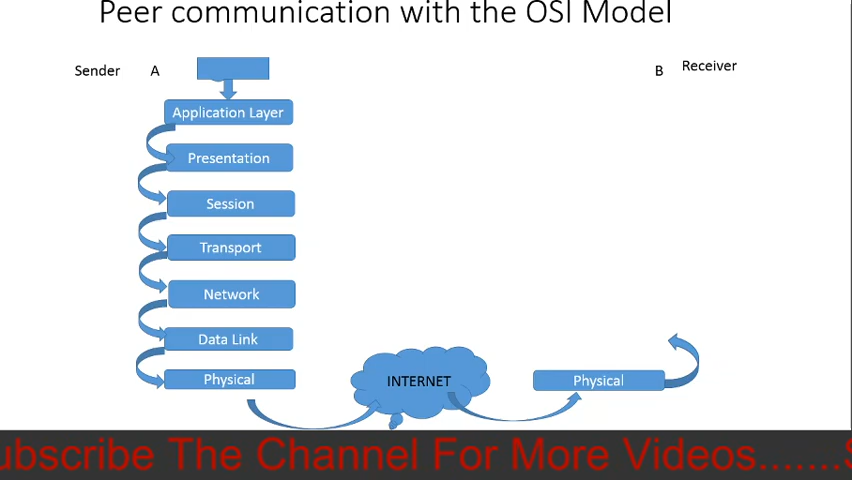 Peer communication with the OSI Model
Sender A
B Receiver
Application Layer
Presentation
Session
Transport
Network
Data Link
Physical
INTERNET
Physical
ubscribe The Channel For More Videos.......S